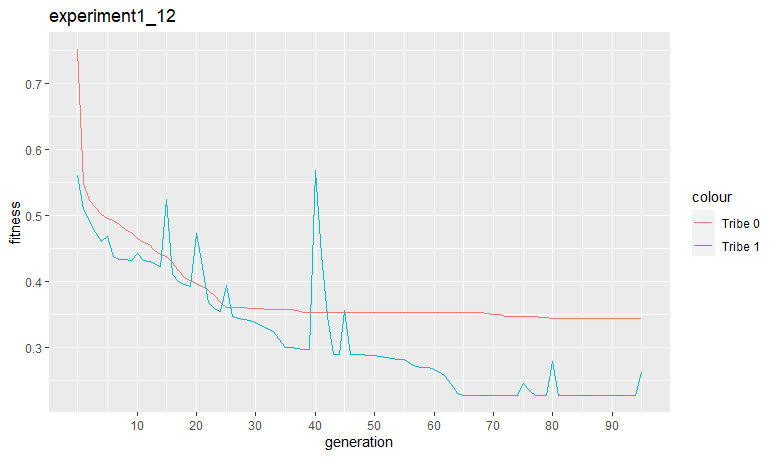 experiment1_12
fitness
0.7
0.6
0.5
0.4
0.3
10 20 30 40 50 60 70 80 90
generation
colour
Tribe 0
Tribe 1